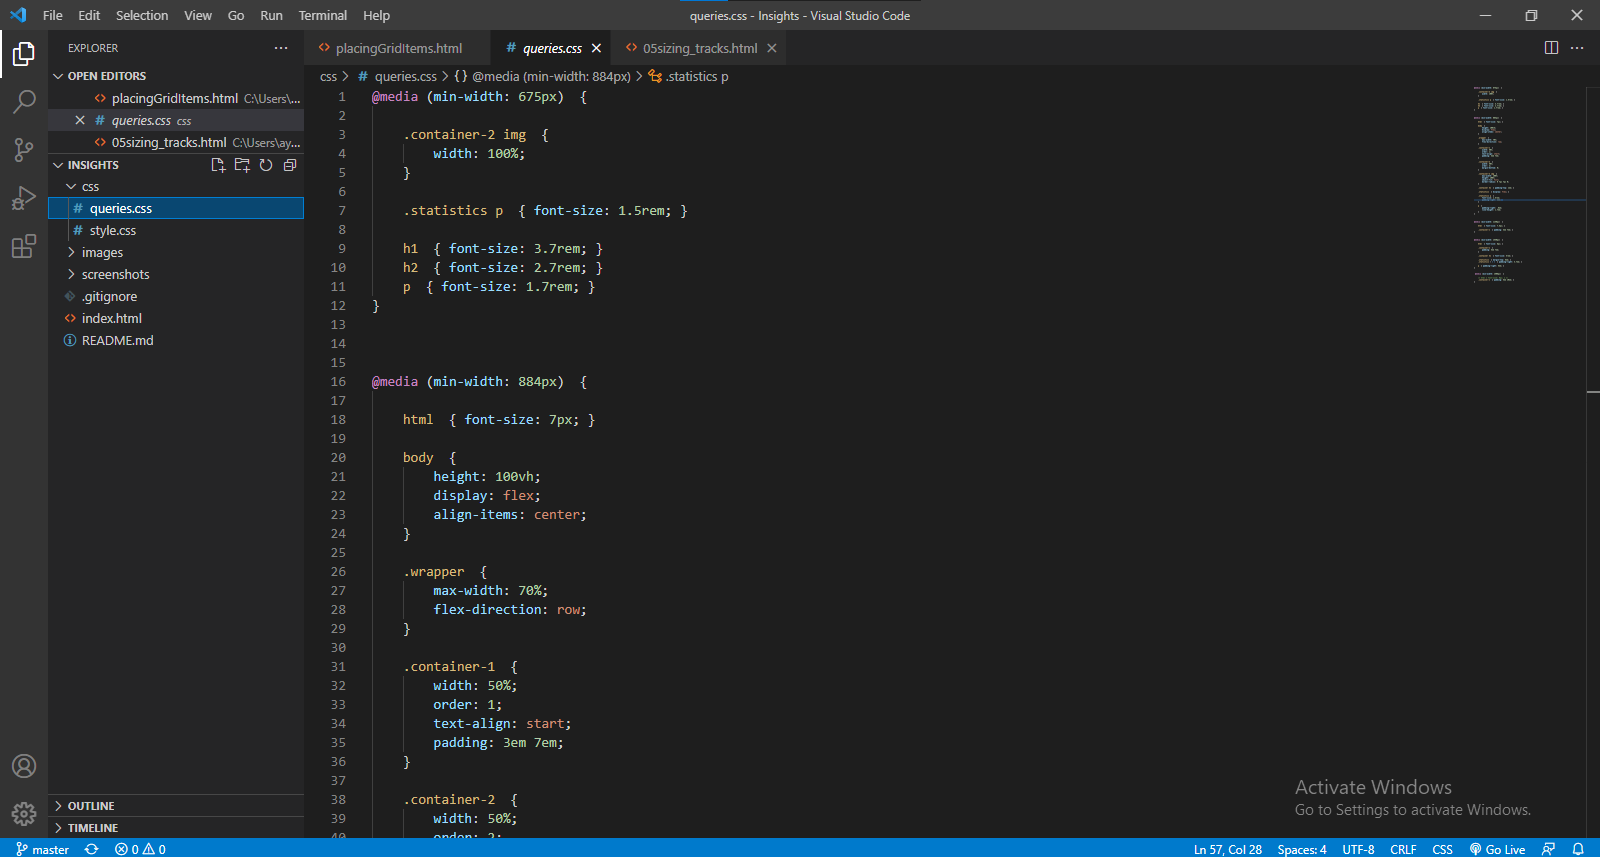 File Edit Selection View Go Run Terminal Help
queries.css - Insights - Visual Studio Code
EXPLORER
OPEN EDITORS
placingGridItems.html C:\Users\...
queries.css css
05sizing_tracks.html C:\Users\ay...
INSIGHTS
css
# queries.css
# style.css
images
screenshots
.gitignore
index.html
README.md
OUTLINE
TIMELINE
placingGridItems.html # queries.css 05sizing_tracks.html
css > # queries.css > {} @media (min-width: 884px) > .statistics p
1 @media (min-width: 675px) {
2
3 .container-2 img {
4 width: 100%;
5 }
6
7 .statistics p { font-size: 1.5rem; }
8
9 h1 { font-size: 3.7rem; }
10 h2 { font-size: 2.7rem; }
11 p { font-size: 1.7rem; }
12 }
13
14
15
16 @media (min-width: 884px) {
17
18 html { font-size: 7px; }
19
20 body {
21 height: 100vh;
22 display: flex;
23 align-items: center;
24 }
25
26 .wrapper {
27 max-width: 70%;
28 flex-direction: row;
29 }
30
31 .container-1 {
32 width: 50%;
33 order: 1;
34 text-align: start;
35 padding: 3em 7em;
36 }
37
38 .container-2 {
39 width: 50%;
40 order: 2;
Activate Windows
Go to Settings to activate Windows.
master 0 0 Ln 57, Col 28 Spaces: 4 UTF-8 CRLF CSS Go Live